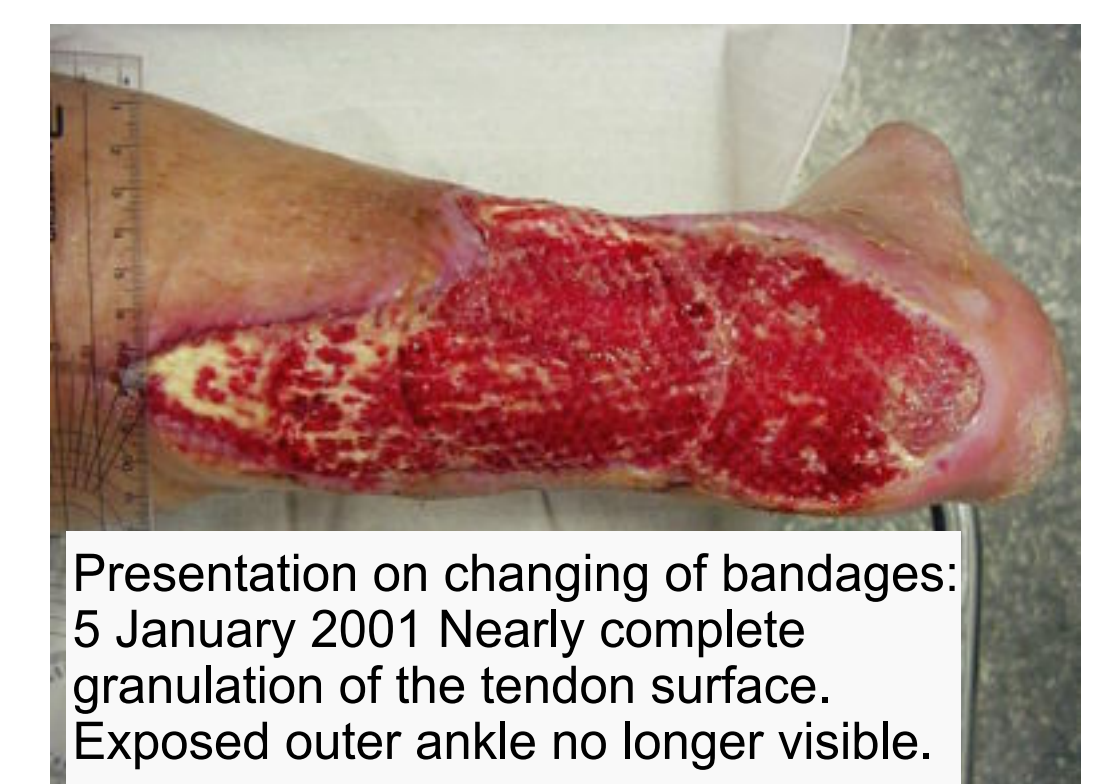 Presentation on changing of bandages:
5 January 2001 Nearly complete
granulation of the tendon surface.
Exposed outer ankle no longer visible.